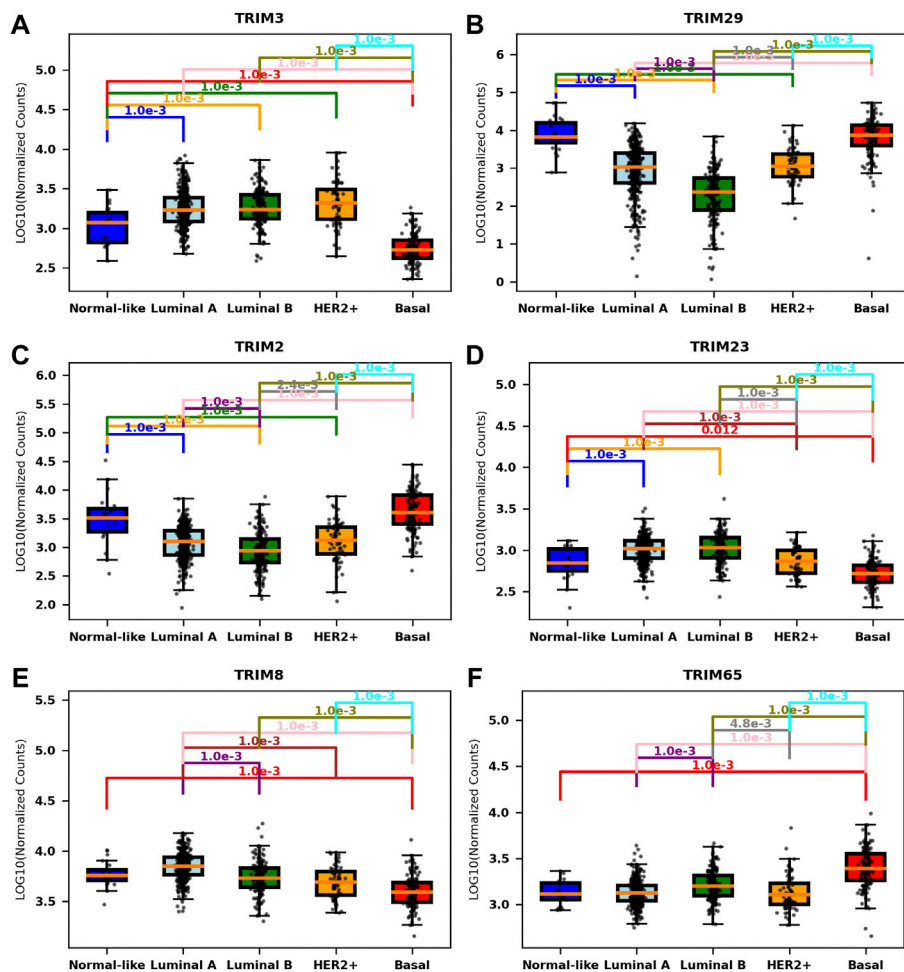 A
TRIM3
1.0e-3
1.0e-3
1.0e-3
1.0e-3
1.0e-3
1.0e-3
1.0e-3
LOG10(Normalized Counts)
5.0
4.5
4.0
3.5
3.0
2.5
Normal-like Luminal A Luminal B HER2+ Basal
B
TRIM29
1.0e-3
1.0e-3
1.0e-3
1.0e-3
1.0e-3
LOG10(Normalized Counts)
6
5
4
3
2
1
0
Normal-like Luminal A Luminal B HER2+ Basal
C
TRIM2
1.0e-3
1.0e-3
2.4e-3
1.0e-3
1.0e-3
1.0e-3
1.0e-3
1.0e-3
LOG10(Normalized Counts)
6.0
5.5
5.0
4.5
4.0
3.5
3.0
2.5
2.0
Normal-like Luminal A Luminal B HER2+ Basal
D
TRIM23
1.0e-3
1.0e-3
1.0e-3
1.0e-3
1.0e-3
0.012
1.0e-3
1.0e-3
LOG10(Normalized Counts)
5.0
4.5
4.0
3.5
3.0
2.5
Normal-like Luminal A Luminal B HER2+ Basal
E
TRIM8
1.0e-3
1.0e-3
1.0e-3
1.0e-3
1.0e-3
1.0e-3
LOG10(Normalized Counts)
5.5
5.0
4.5
4.0
3.5
Normal-like Luminal A Luminal B HER2+ Basal
F
TRIM65
1.0e-3
1.0e-3
4.8e-3
1.0e-3
1.0e-3
1.0e-3
LOG10(Normalized Counts)
5.0
4.5
4.0
3.5
3.0
Normal-like Luminal A Luminal B HER2+ Basal